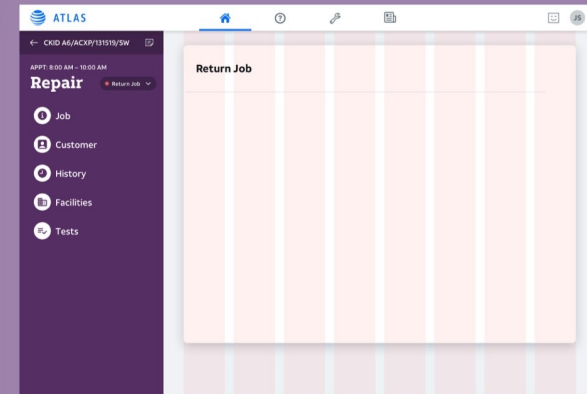 ATLAS
JS
← CKID A6/ACXP/131519/SW
APPT: 8:00 AM – 10:00 AM
Repair
Return Job
Job
Customer
History
Facilities
Tests
Return Job